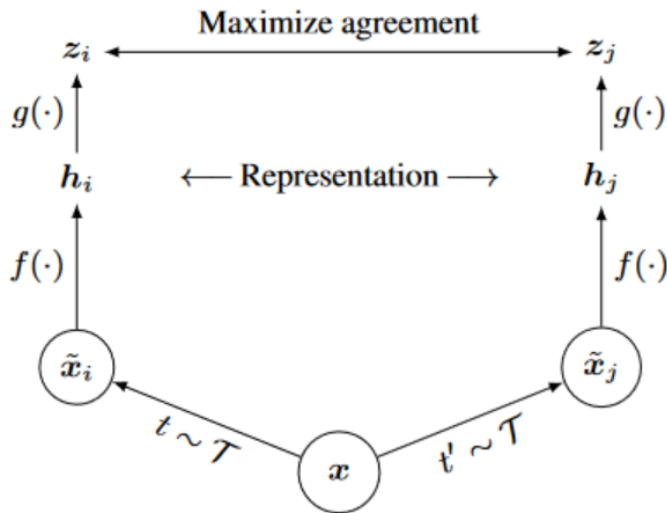 Maximize agreement
z_i z_j
g(·) g(·)
h_i ⟵ Representation ⟶ h_j
f(·) f(·)
x̃_i x̃_j
t ∼ 𝒯 t' ∼ 𝒯
x